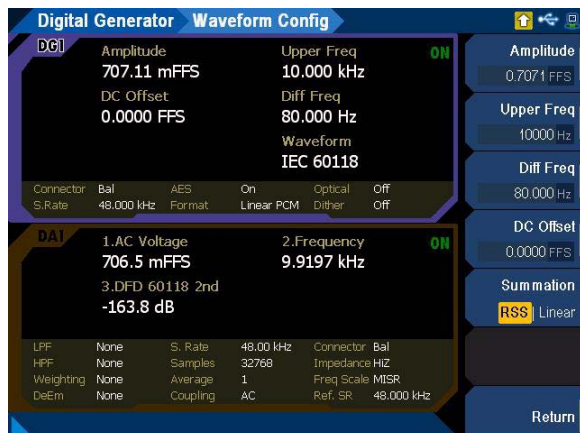 Digital Generator Waveform Config
DG1
Amplitude Upper Freq ON
707.11 mFFS 10.000 kHz
DC Offset Diff Freq
0.0000 FFS 80.000 Hz
Waveform
IEC 60118
Connector Bal AES On Optical Off
S.Rate 48.000 kHz Format Linear PCM Dither Off
DA1
1.AC Voltage 2.Frequency ON
706.5 mFFS 9.9197 kHz
3.DFD 60118 2nd
-163.8 dB
LPF None S. Rate 48.00 kHz Connector Bal
HPF None Samples 32768 Impedance HiZ
Weighting None Average 1 Freq Scale MISR
DeEm None Coupling AC Ref. SR 48.000 kHz
Amplitude
0.7071 FFS
Upper Freq
10000 Hz
Diff Freq
80.000 Hz
DC Offset
0.0000 FFS
Summation
RSS | Linear
Return